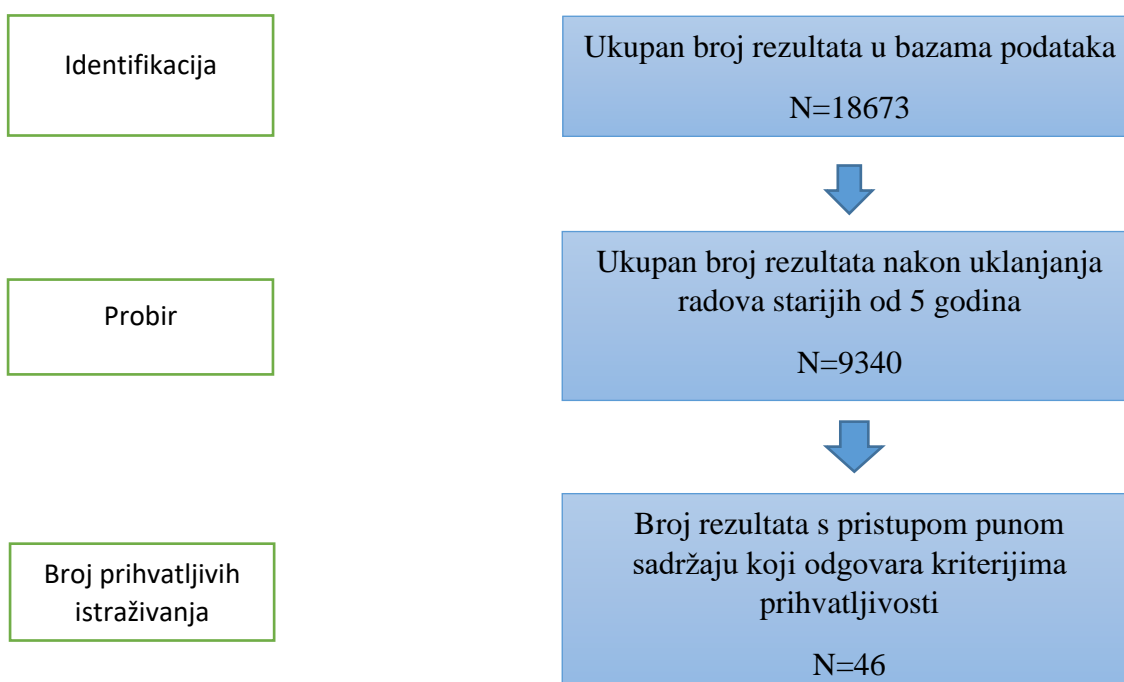 Identifikacija
Ukupan broj rezultata u bazama podataka
N=18673
Probir
Ukupan broj rezultata nakon uklanjanja
radova starijih od 5 godina
N=9340
Broj prihvatljivih
istraživanja
Broj rezultata s pristupom punom
sadržaju koji odgovara kriterijima
prihvatljivosti
N=46